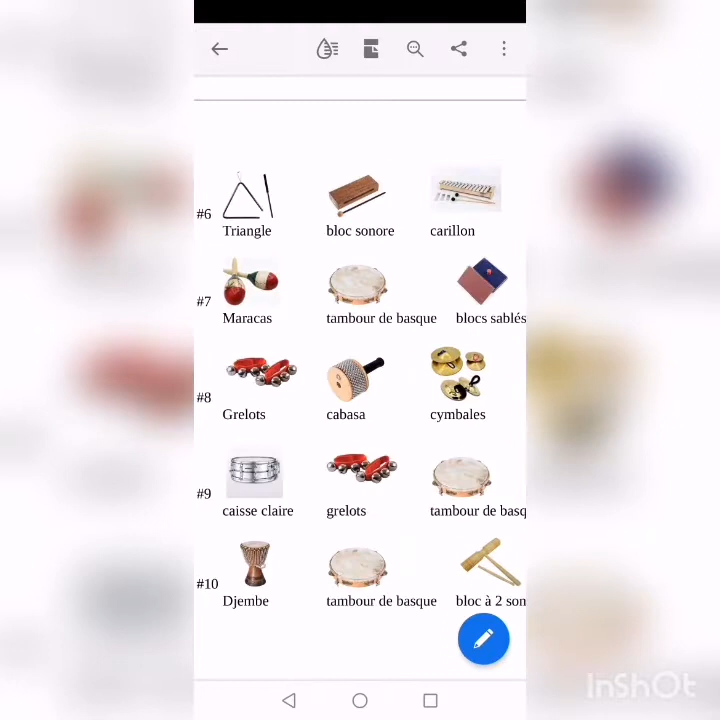 #6
Triangle bloc sonore carillon
#7
Maracas tambour de basque blocs sablés
#8
Grelots cabasa cymbales
#9
caisse claire grelots tambour de basq
#10
Djembe tambour de basque bloc à 2 son
InShOt